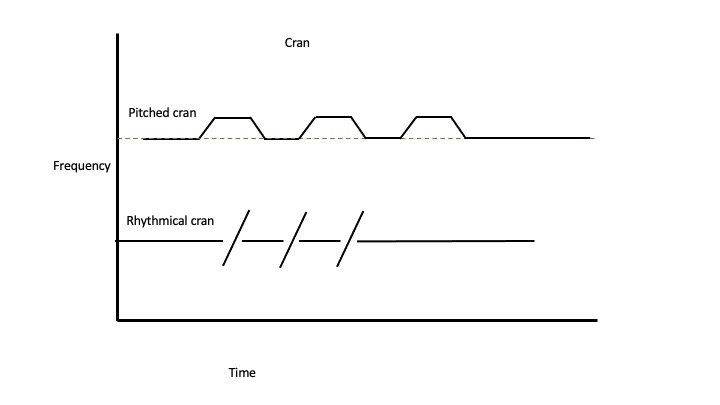 Cran
Pitched cran
Frequency
Rhythmical cran
Time